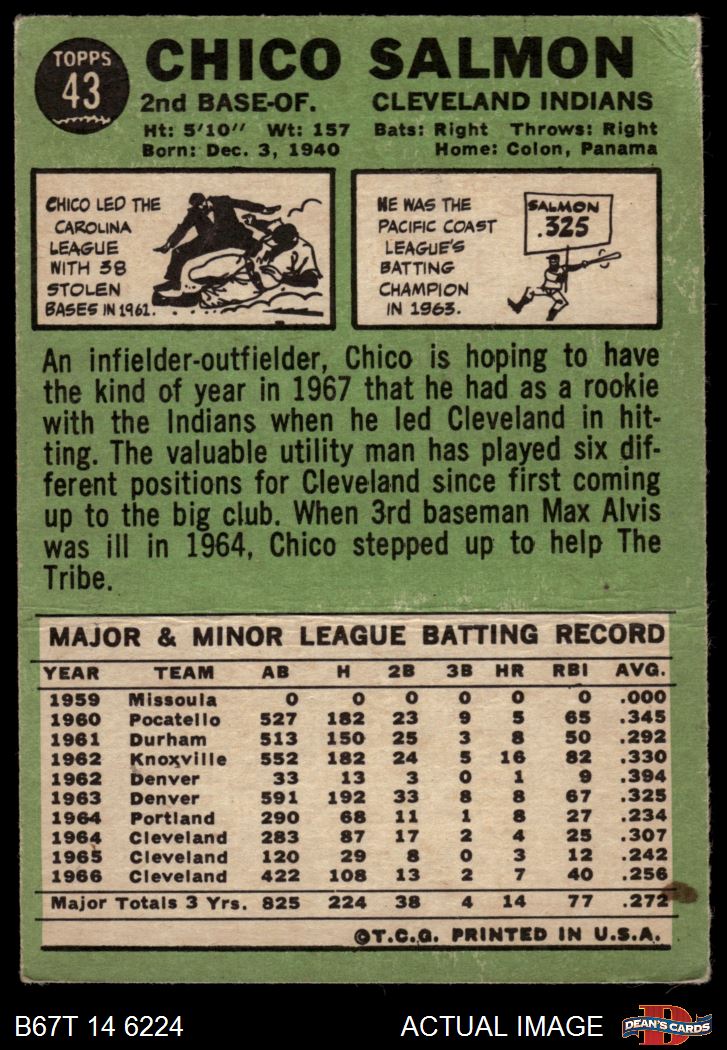 TOPPS
43
CHICO SALMON
2nd BASE-OF. CLEVELAND INDIANS
Ht: 5'10" Wt: 157 Bats: Right Throws: Right
Born: Dec. 3, 1940 Home: Colon, Panama
CHICO LED THE
CAROLINA
LEAGUE
WITH 38
STOLEN
BASES IN 1961.
HE WAS THE
PACIFIC COAST
LEAGUE'S
BATTING
CHAMPION
IN 1963.
SALMON
.325
An infielder-outfielder, Chico is hoping to have
the kind of year in 1967 that he had as a rookie
with the Indians when he led Cleveland in hit-
ting. The valuable utility man has played six dif-
ferent positions for Cleveland since first coming
up to the big club. When 3rd baseman Max Alvis
was ill in 1964, Chico stepped up to help The
Tribe.
MAJOR & MINOR LEAGUE BATTING RECORD
YEAR TEAM AB H 2B 3B HR RBI AVG.
1959 Missoula 0 0 0 0 0 0 .000
1960 Pocatello 527 182 23 9 5 65 .345
1961 Durham 513 150 25 3 8 50 .292
1962 Knoxville 552 182 24 5 16 82 .330
1962 Denver 33 13 3 0 1 9 .394
1963 Denver 591 192 33 8 8 67 .325
1964 Portland 290 68 11 1 8 27 .234
1964 Cleveland 283 87 17 2 4 25 .307
1965 Cleveland 120 29 8 0 3 12 .242
1966 Cleveland 422 108 13 2 7 40 .256
Major Totals 3 Yrs. 825 224 38 4 14 77 .272
©T.C.G. PRINTED IN U.S.A.
B67T 14 6224 ACTUAL IMAGE
DEAN'S CARDS